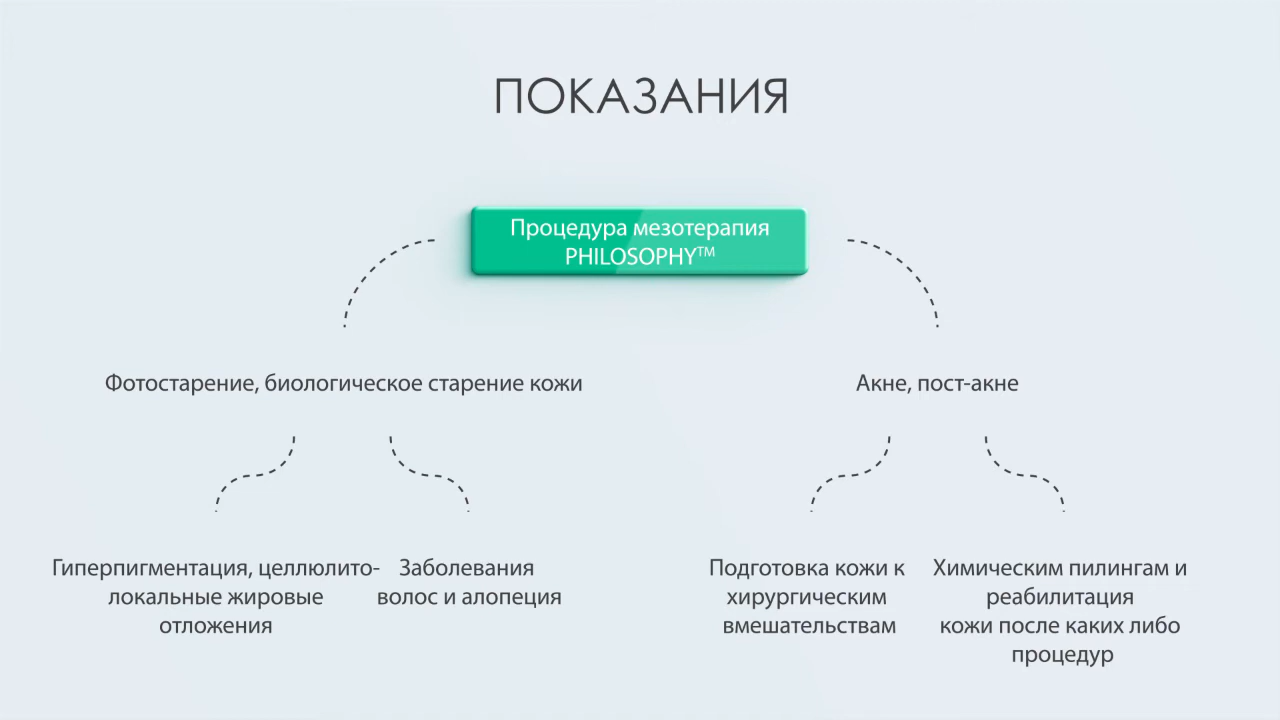 ПОКАЗАНИЯ
Процедура мезотерапия
PHILOSOPHY™
Фотостарение, биологическое старение кожи
Акне, пост-акне
Гиперпигментация, целлюлито-
локальные жировые
отложения
Заболевания
волос и алопеция
Подготовка кожи к
хирургическим
вмешательствам
Химическим пилингам и
реабилитация
кожи после каких либо
процедур